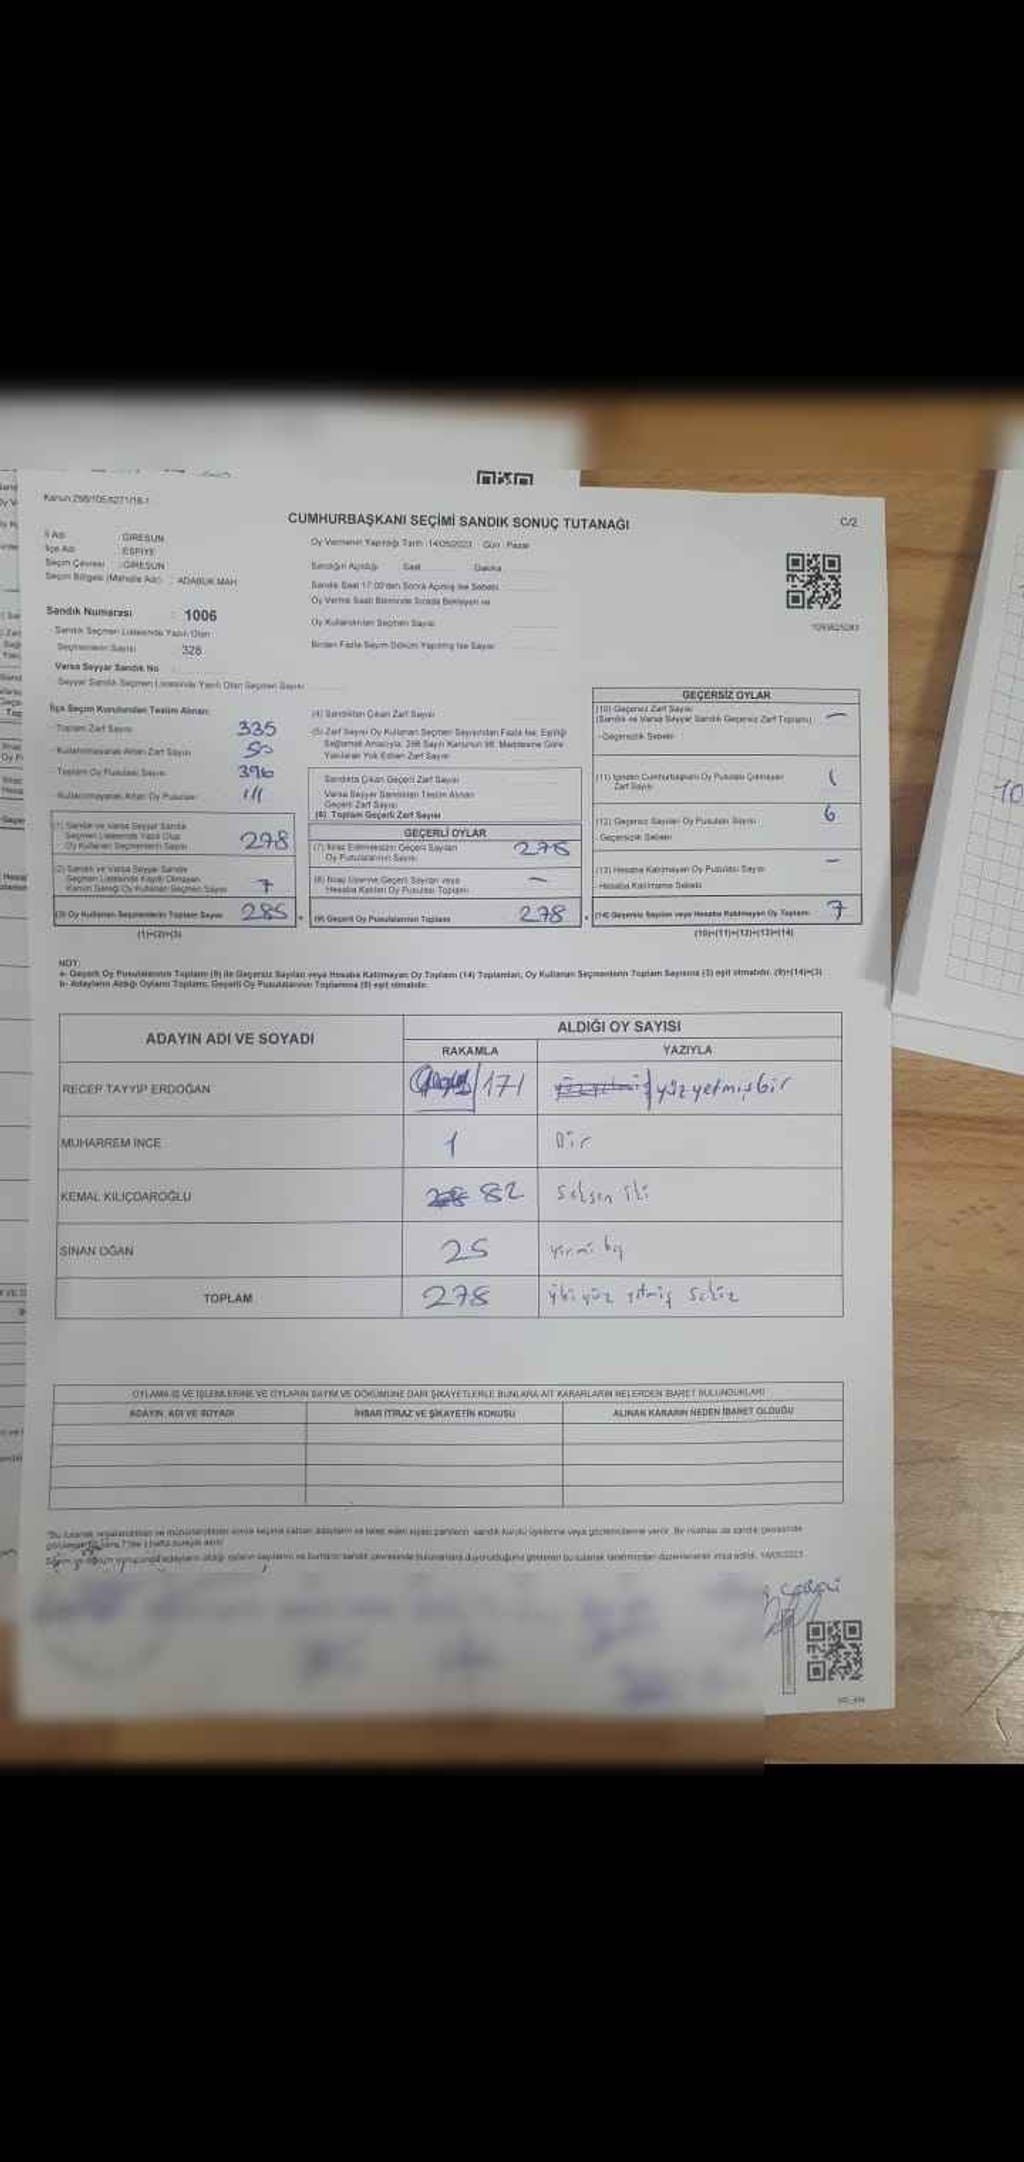 Kanun:298/105,6271/18-1
CUMHURBAŞKANI SEÇİMİ SANDIK SONUÇ TUTANAĞI
C/2
İl Adı : GİRESUN
İlçe Adı : ESPİYE
Seçim Çevresi : GİRESUN
Seçim Bölgesi (Mahalle Adı) : ADABUK MAH
Sandık Numarası : 1006
Sandık Seçmen Listesinde Yazılı Olan
Seçmenlerin Sayısı 328
Varsa Seyyar Sandık No
Seyyar Sandık Seçmen Listesinde Yazılı Olan Seçmen Sayısı
Oy Vermenin Yapıldığı Tarih :14/05/2023 Gün : Pazar
Sandığın Açıldığı Saat Dakika
Sandık Saat 17:00'den Sonra Açılmış İse Sebebi
Oy Verme Saati Bitiminde Sırada Bekleyen ve
Oy Kullandırılan Seçmen Sayısı
Birden Fazla Sayım Döküm Yapılmış İse Sayısı
İlçe Seçim Kurulundan Teslim Alınan:
Toplam Zarf Sayısı 335
Kullanılmayarak Artan Zarf Sayısı 50
Toplam Oy Pusulası Sayısı 396
Kullanılmayarak Artan Oy Pusulası 111
(1) Sandık ve Varsa Seyyar Sandık
Seçmen Listesinde Yazılı Olup
Oy Kullanan Seçmenlerin Sayısı 278
(2) Sandık ve Varsa Seyyar Sandık
Seçmen Listesinde Kayıtlı Olmayan
Kanun Gereği Oy Kullanan Seçmen Sayısı 7
(3) Oy Kullanan Seçmenlerin Toplam Sayısı 285
(1)+(2)=(3)
(4) Sandıktan Çıkan Zarf Sayısı
(5) Zarf Sayısı Oy Kullanan Seçmen Sayısından Fazla İse, Eşitliği
Sağlamak Amacıyla, 298 Sayılı Kanunun 98. Maddesine Göre
Yakılarak Yok Edilen Zarf Sayısı
Sandıkta Çıkan Geçerli Zarf Sayısı
Varsa Seyyar Sandıktan Teslim Alınan
Geçerli Zarf Sayısı
(6) Toplam Geçerli Zarf Sayısı
GEÇERLİ OYLAR
(7) İtiraz Edilmeksizin Geçerli Sayılan
Oy Pusulalarının Sayısı 278
(8) İtiraz Üzerine Geçerli Sayılan veya
Hesaba Katılan Oy Pusulası Toplamı —
(9) Geçerli Oy Pusulalarının Toplamı 278
GEÇERSİZ OYLAR
(10) Geçersiz Zarf Sayısı
(Sandık ve Varsa Seyyar Sandık Geçersiz Zarf Toplamı) —
Geçersizlik Sebebi
(11) İçinden Cumhurbaşkanı Oy Pusulası Çıkmayan
Zarf Sayısı 1
(12) Geçersiz Sayılan Oy Pusulası Sayısı 6
Geçersizlik Sebebi
(13) Hesaba Katılmayan Oy Pusulası Sayısı —
Hesaba Katılmama Sebebi
(14) Geçersiz Sayılan veya Hesaba Katılmayan Oy Toplamı 7
(10)+(11)+(12)+(13)=(14)
NOT:
a- Geçerli Oy Pusulalarının Toplamı (9) ile Geçersiz Sayılan veya Hesaba Katılmayan Oy Toplamı (14) Toplamları, Oy Kullanan Seçmenlerin Toplam Sayısına (3) eşit olmalıdır. (9)+(14)=(3)
b- Adayların Aldığı Oyların Toplamı, Geçerli Oy Pusulalarının Toplamına (9) eşit olmalıdır.
ADAYIN ADI VE SOYADI ALDIĞI OY SAYISI
RAKAMLA YAZIYLA
RECEP TAYYİP ERDOĞAN 171 yüzyetmişbir
MUHARREM İNCE 1 Bir
KEMAL KILIÇDAROĞLU 82 Seksen iki
SİNAN OĞAN 25 Yirmi beş
TOPLAM 278 iki yüz yetmiş sekiz
OYLAMA İŞ VE İŞLEMLERİNE VE OYLARIN SAYIM VE DÖKÜMÜNE DAİR ŞİKAYETLERLE BUNLARA AİT KARARLARIN NELERDEN İBARET BULUNDUKLARI
ADAYIN ADI VE SOYADI İHBAR İTİRAZ VE ŞİKAYETİN KONUSU ALINAN KARARIN NEDEN İBARET OLDUĞU